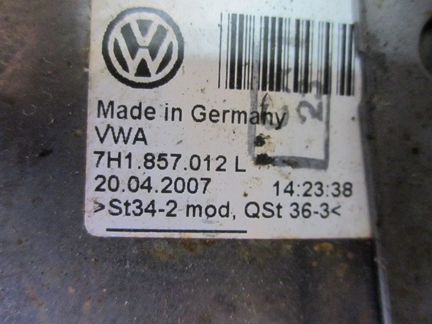 Made in Germany
VWA
7H1.857.012 L
20.04.2007 14:23:38
>St34-2 mod, QSt 36-3<